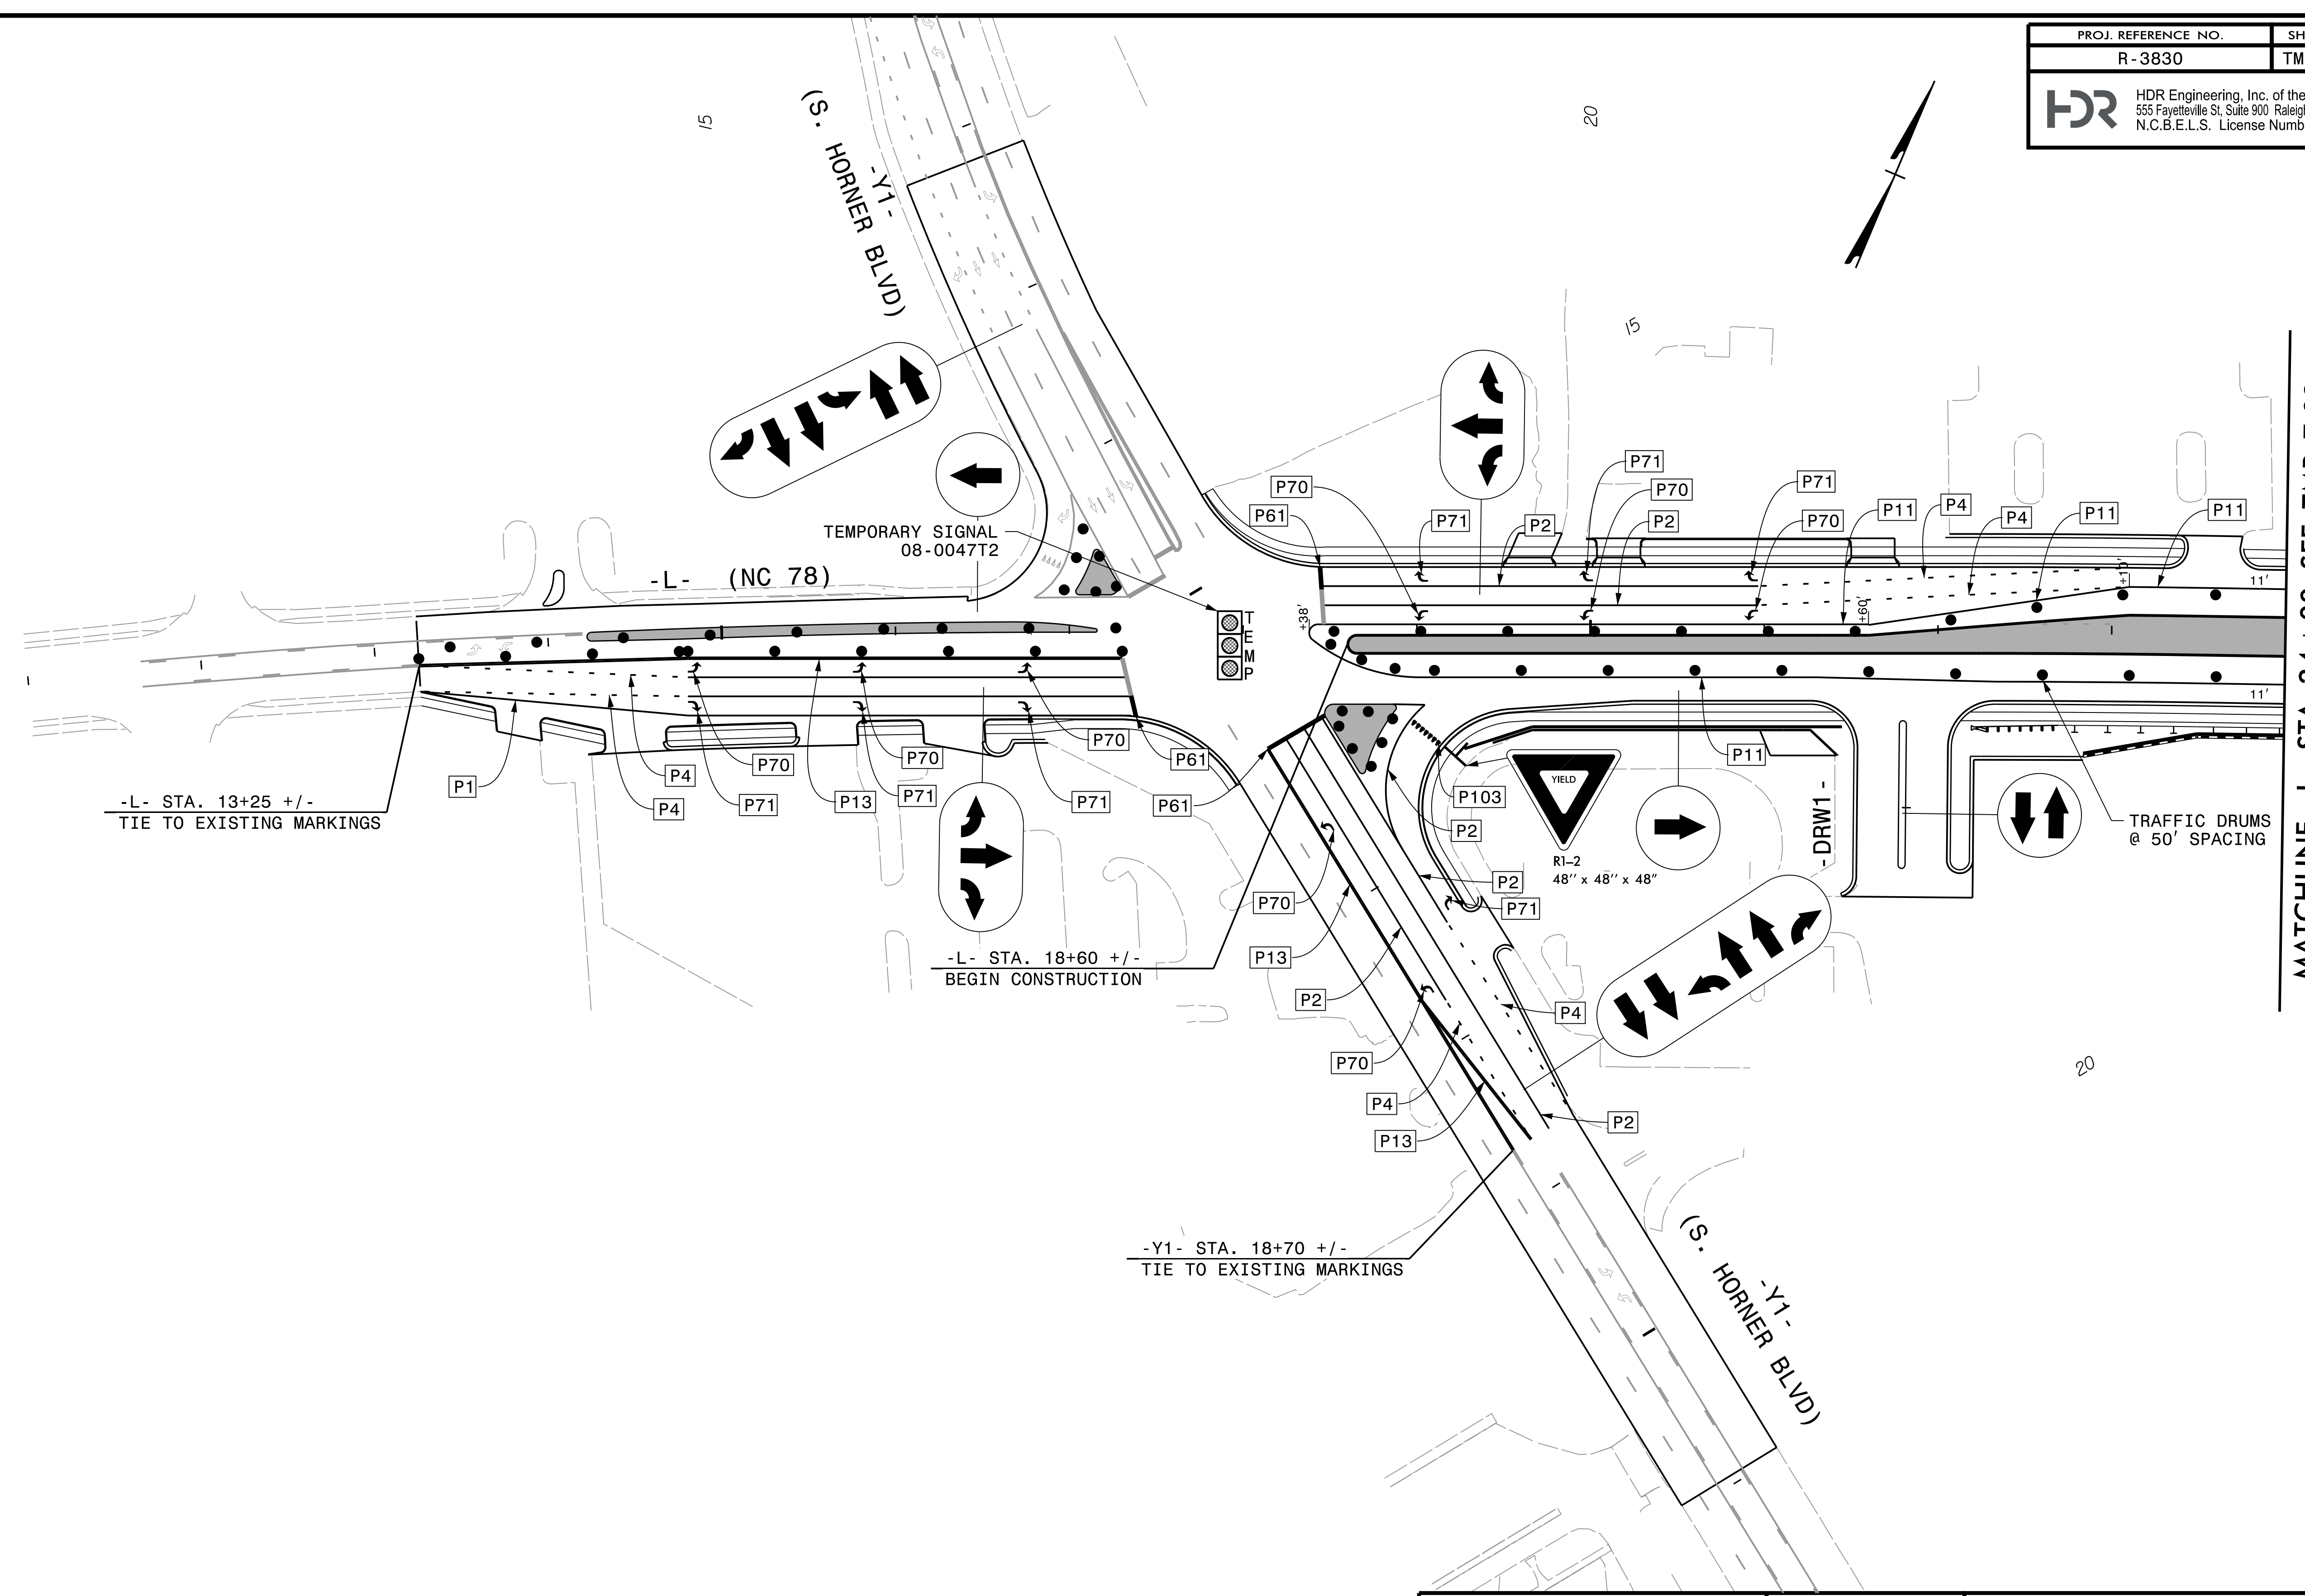 PROJ. REFERENCE NO.
R-3830
TM
HDR
HDR Engineering, Inc. of the
555 Fayetteville St, Suite 900
N.C.B.E.L.S. License
15
20
-Y1-
(S. HORNER BLVD)
15
P71
P70
P71
P70
P61
P71
P2
P2
P70
P11
P4
P4
P11
P11
TEMPORARY SIGNAL
08-0047T2
-L- (NC 78)
+15'
11'
+38'
+60'
TEMP
11'
P1
P4
P4
P70
P71
P13
P70
P71
P70
P71
P61
P61
P103
P2
P11
YIELD
R1-2
48'' x 48'' x 48''
-DRW1-
TRAFFIC DRUMS
@ 50' SPACING
-L- STA. 13+25 +/-
TIE TO EXISTING MARKINGS
P2
P71
P70
P13
-L- STA. 18+60 +/-
BEGIN CONSTRUCTION
P2
P4
P70
P4
P13
P2
20
-Y1- STA. 18+70 +/-
TIE TO EXISTING MARKINGS
-Y1-
(S. HORNER BLVD)